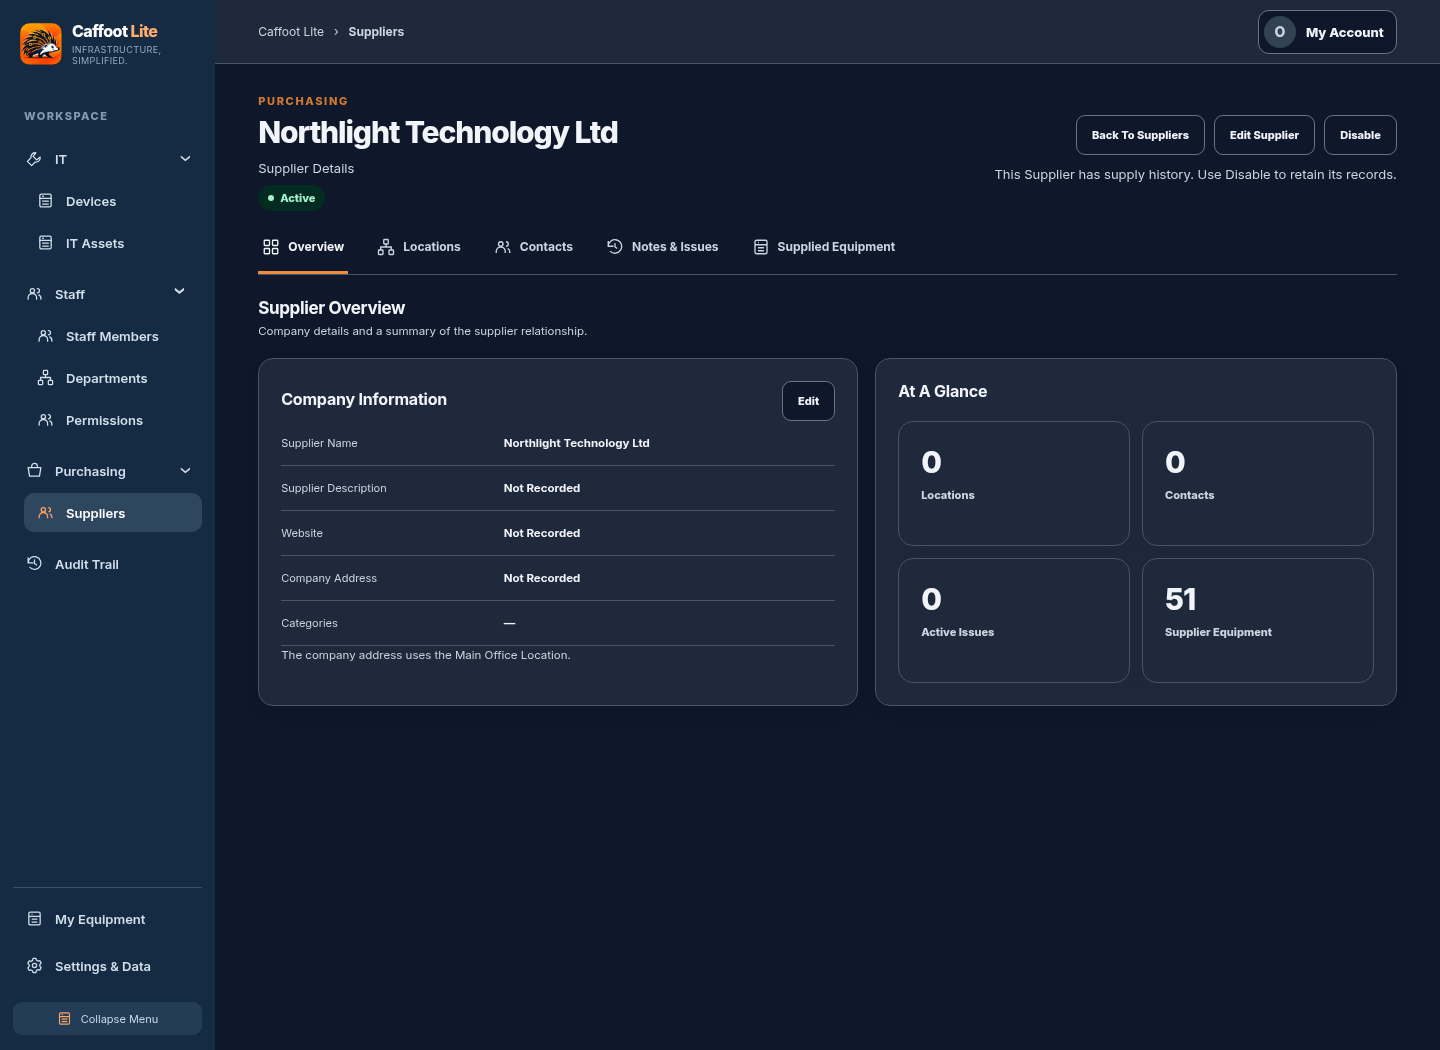 Caffoot Lite
INFRASTRUCTURE,
SIMPLIFIED.
WORKSPACE
IT
Devices
IT Assets
Staff
Staff Members
Departments
Permissions
Purchasing
Suppliers
Audit Trail
My Equipment
Settings & Data
Collapse Menu
Caffoot Lite › Suppliers
0 My Account
PURCHASING
Northlight Technology Ltd
Supplier Details
Active
Back To Suppliers
Edit Supplier
Disable
This Supplier has supply history. Use Disable to retain its records.
Overview
Locations
Contacts
Notes & Issues
Supplied Equipment
Supplier Overview
Company details and a summary of the supplier relationship.
Company Information
Edit
Supplier Name Northlight Technology Ltd
Supplier Description Not Recorded
Website Not Recorded
Company Address Not Recorded
Categories —
The company address uses the Main Office Location.
At A Glance
0
Locations
0
Contacts
0
Active Issues
51
Supplier Equipment